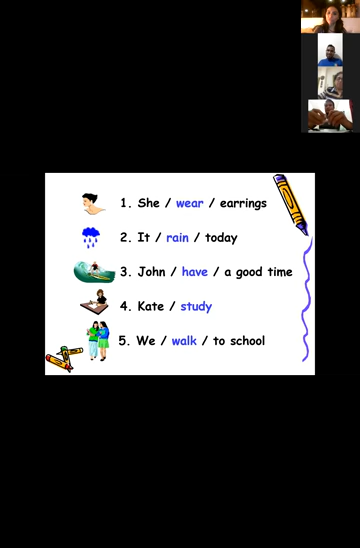 1. She / wear / earrings
2. It / rain / today
3. John / have / a good time
4. Kate / study
5. We / walk / to school